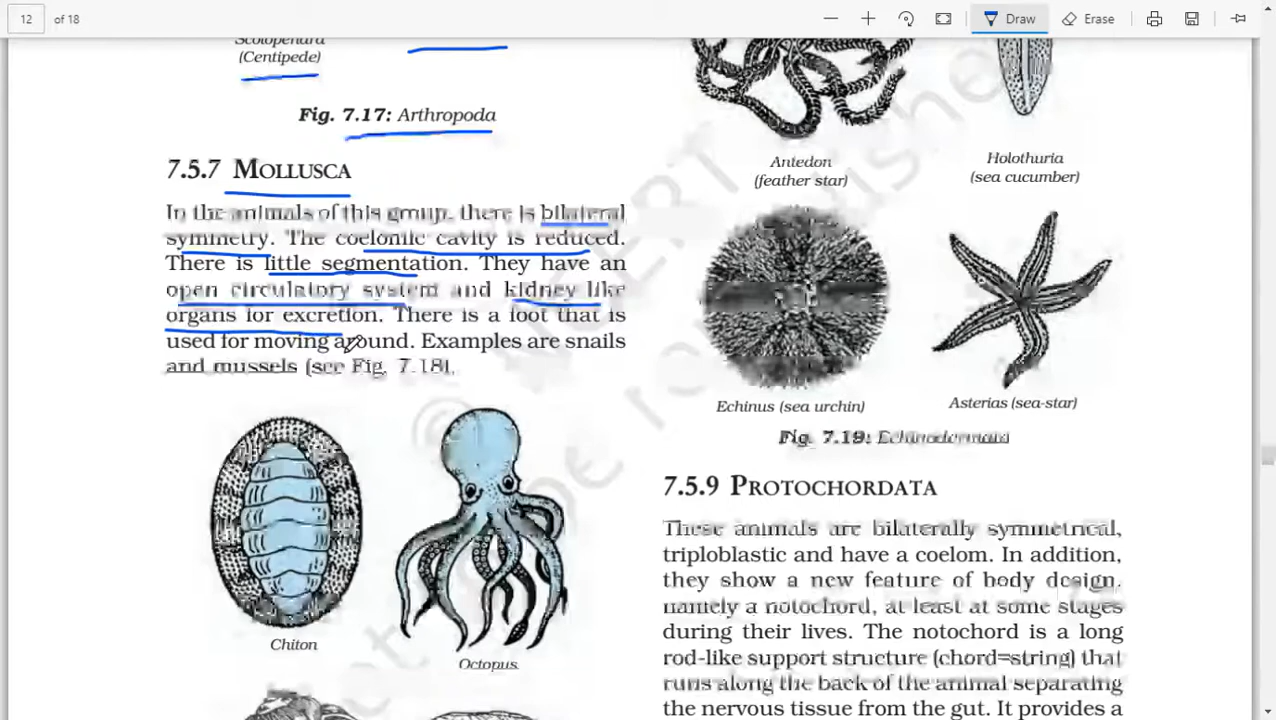 12 of 18 Draw Erase
Scolopendra
(Centipede)
Fig. 7.17: Arthropoda
7.5.7 MOLLUSCA
In the animals of this group, there is bilateral
symmetry. The coelomic cavity is reduced.
There is little segmentation. They have an
open circulatory system and kidney like
organs for excretion. There is a foot that is
used for moving around. Examples are snails
and mussels (see Fig. 7.18).
Chiton
Octopus
Antedon
(feather star)
Holothuria
(sea cucumber)
Echinus (sea urchin)
Asterias (sea-star)
Fig. 7.19: Echinodermata
7.5.9 PROTOCHORDATA
These animals are bilaterally symmetrical,
triploblastic and have a coelom. In addition,
they show a new feature of body design,
namely a notochord, at least at some stages
during their lives. The notochord is a long
rod-like support structure (chord=string) that
runs along the back of the animal separating
the nervous tissue from the gut. It provides a
© NCERT
not to be republished